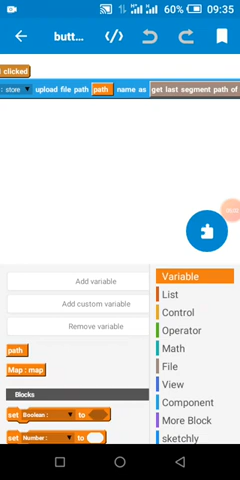 60% 09:35
butt...
clicked
: store upload file path path name as get last segment path of
Add variable
Add custom variable
Remove variable
path
Map : map
Blocks
set Boolean : to
set Number : to
Variable
List
Control
Operator
Math
File
View
Component
More Block
sketchly